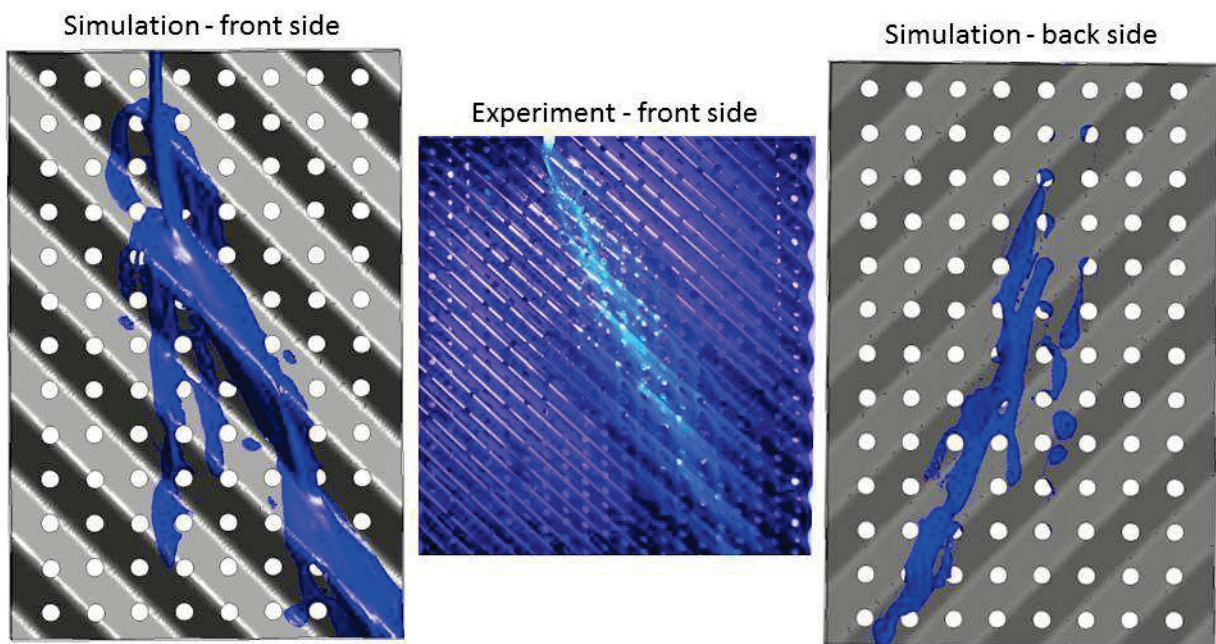 Simulation - front side
Experiment - front side
Simulation - back side